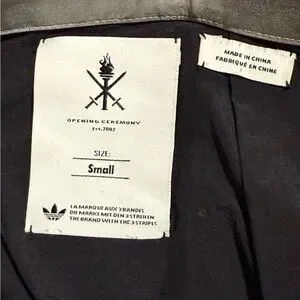 OPENING CEREMONY
Est. 2002
SIZE:
Small
LA MARQUE AUX 3 BANDES
DIE MARKE MIT DEN 3 STREIFEN
THE BRAND WITH THE 3 STRIPES
MADE IN CHINA
FABRIQUÉ EN CHINE